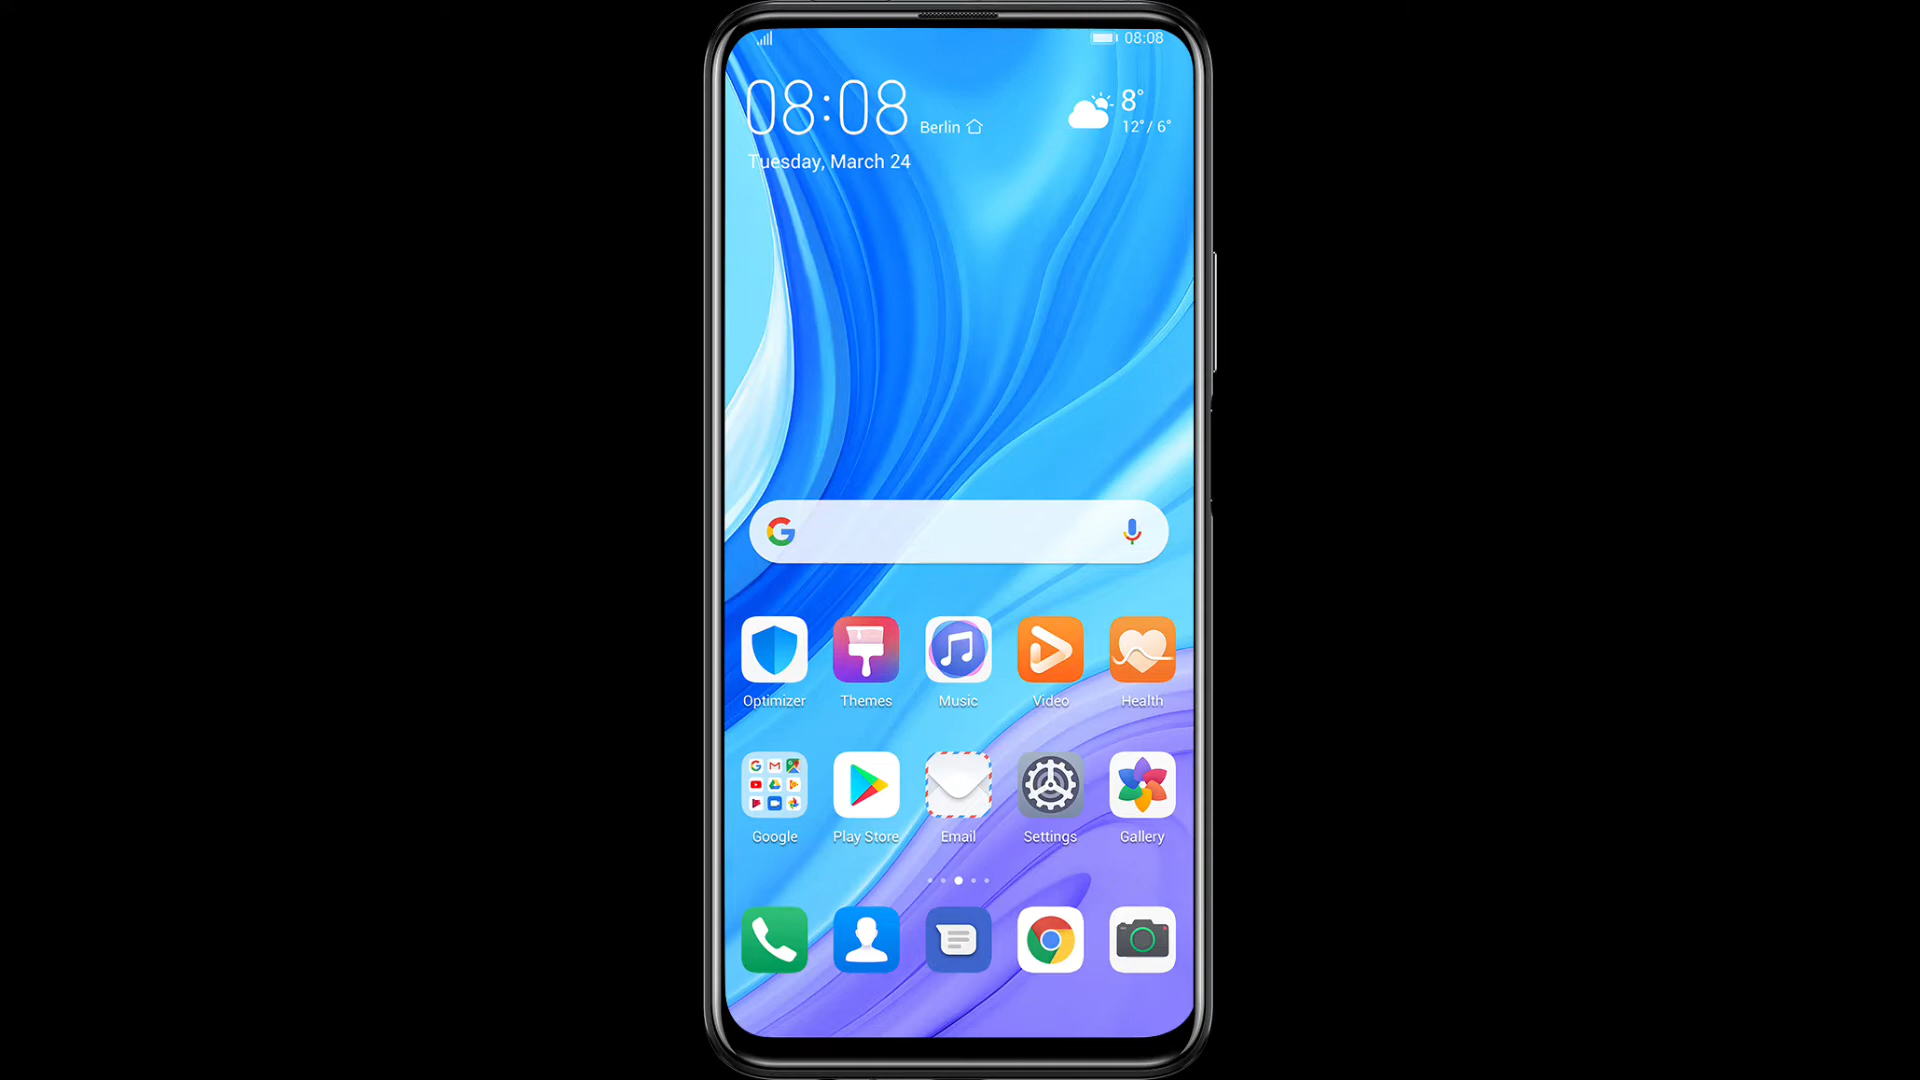 08:08
08:08 Berlin
8°
12°/ 6°
Tuesday, March 24
Optimizer Themes Music Video Health
Google Play Store Email Settings Gallery